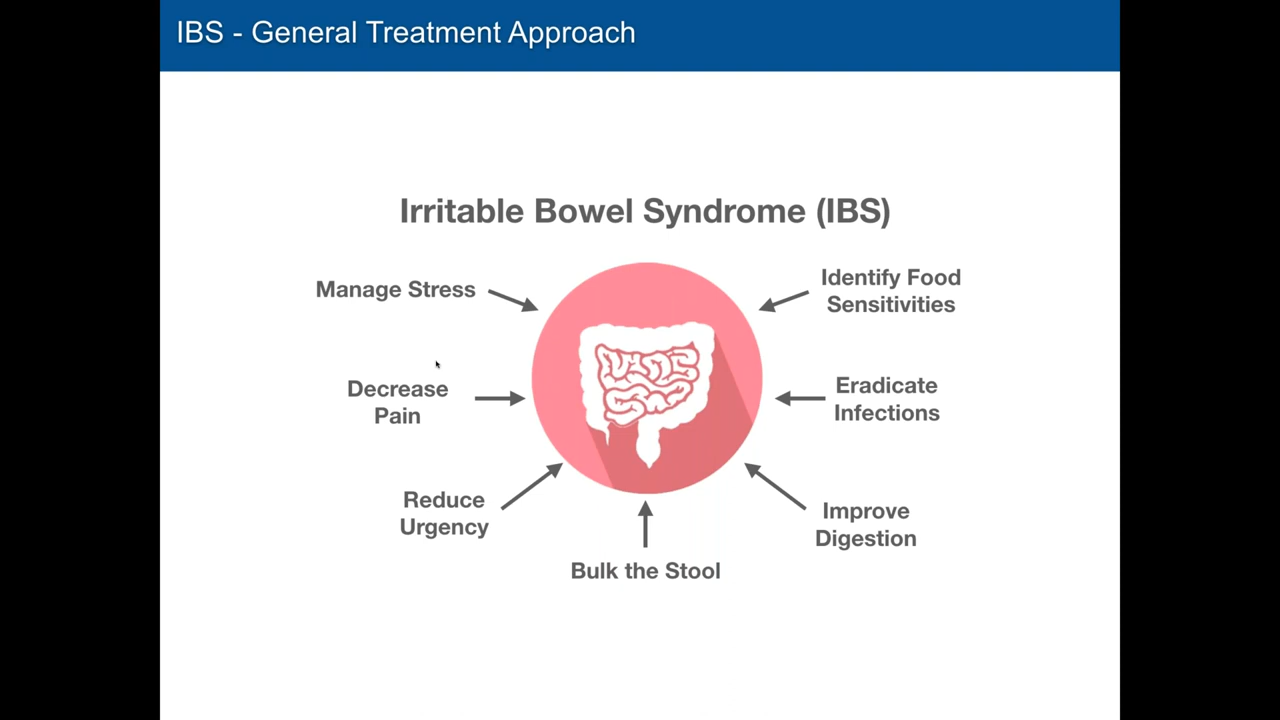 IBS - General Treatment Approach
Irritable Bowel Syndrome (IBS)
Manage Stress
Identify Food
Sensitivities
Decrease
Pain
Eradicate
Infections
Reduce
Urgency
Improve
Digestion
Bulk the Stool